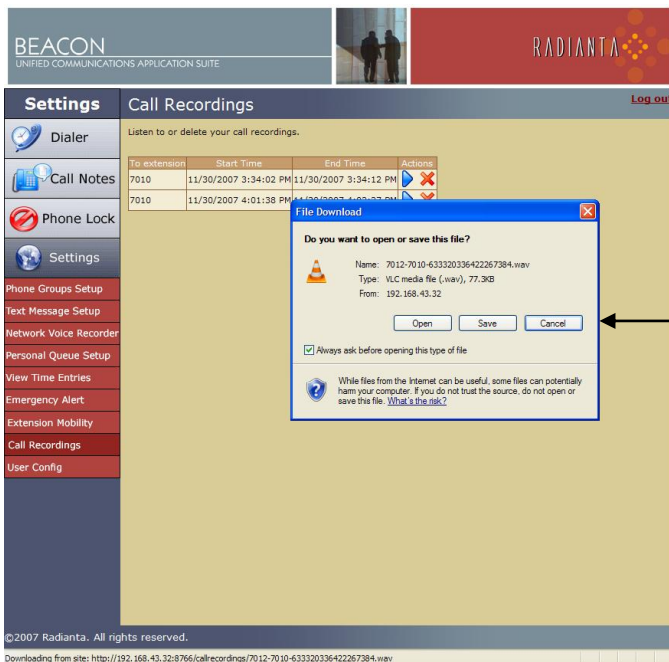 BEACON
UNIFIED COMMUNICATIONS APPLICATION SUITE
RADIANTA
Settings
Call Recordings
Log out
Dialer
Call Notes
Phone Lock
Settings
Phone Groups Setup
Text Message Setup
Network Voice Recorder
Personal Queue Setup
View Time Entries
Emergency Alert
Extension Mobility
Call Recordings
User Config
Listen to or delete your call recordings.
To extension Start Time End Time Actions
7010 11/30/2007 3:34:02 PM 11/30/2007 3:34:12 PM
7010 11/30/2007 4:01:38 PM
File Download
Do you want to open or save this file?
Name: 7012-7010-633320336422267384.wav
Type: VLC media file (.wav), 77.3KB
From: 192.168.43.32
Open Save Cancel
Always ask before opening this type of file
While files from the Internet can be useful, some files can potentially
harm your computer. If you do not trust the source, do not open or
save this file. What's the risk?
©2007 Radianta. All rights reserved.
Downloading from site: http://192.168.43.32:8766/callrecordings/7012-7010-633320336422267384.wav